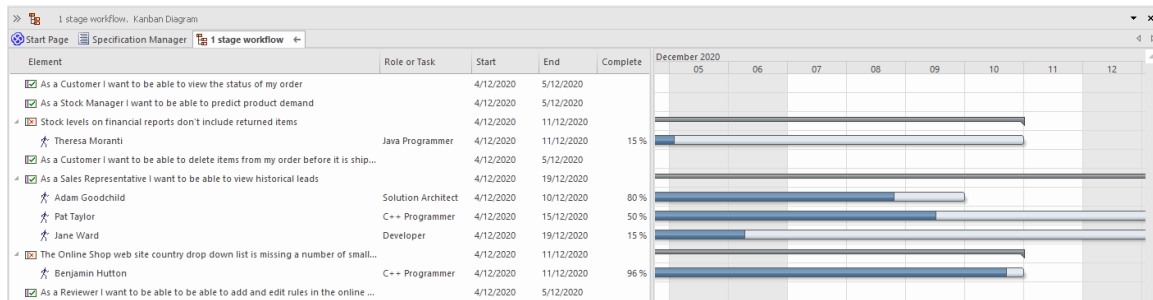 1 stage workflow. Kanban Diagram
Start Page Specification Manager 1 stage workflow
Element Role or Task Start End Complete December 2020
05 06 07 08 09 10 11 12
As a Customer I want to be able to view the status of my order 4/12/2020 5/12/2020
As a Stock Manager I want to be able to predict product demand 4/12/2020 5/12/2020
Stock levels on financial reports don't include returned items 4/12/2020 11/12/2020
Theresa Moranti Java Programmer 4/12/2020 11/12/2020 15 %
As a Customer I want to be able to delete items from my order before it is ship... 4/12/2020 5/12/2020
As a Sales Representative I want to be able to view historical leads 4/12/2020 19/12/2020
Adam Goodchild Solution Architect 4/12/2020 10/12/2020 80 %
Pat Taylor C++ Programmer 4/12/2020 15/12/2020 50 %
Jane Ward Developer 4/12/2020 19/12/2020 15 %
The Online Shop web site country drop down list is missing a number of small... 4/12/2020 11/12/2020
Benjamin Hutton C++ Programmer 4/12/2020 11/12/2020 96 %
As a Reviewer I want to be able to be able to add and edit rules in the online ... 4/12/2020 5/12/2020